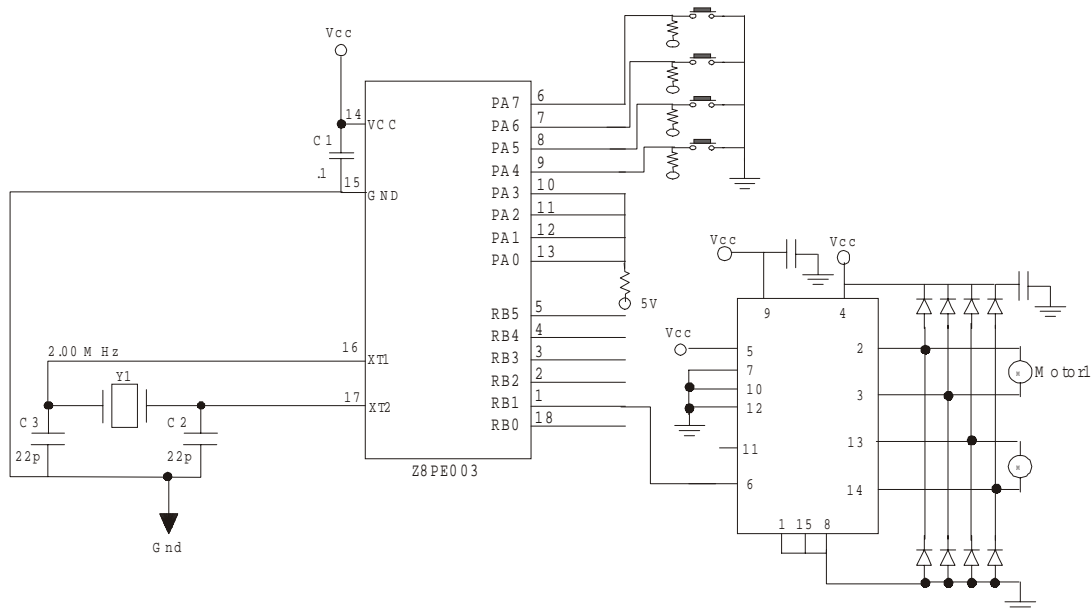 Vcc
14
VCC
C1
.1
15
GND
2.00 MHz
16
XT1
Y1
17
XT2
C3
C2
22p
22p
Gnd
PA7
6
PA6
7
PA5
8
PA4
9
PA3
10
PA2
11
PA1
12
PA0
13
RB5
5
RB4
4
RB3
3
RB2
2
RB1
1
RB0
18
Z8PE003
5V
Vcc
Vcc
9
4
Vcc
5
7
10
12
11
6
2
3
13
14
1 15 8
Motor1